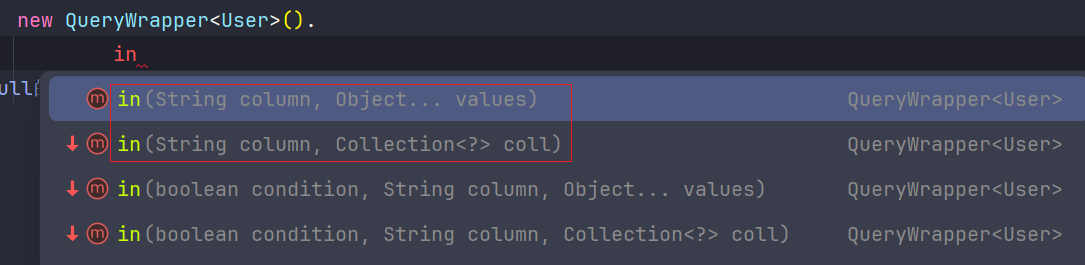 new QueryWrapper<User>().
in
ull
m in(String column, Object... values) QueryWrapper<User>
m in(String column, Collection<?> coll) QueryWrapper<User>
m in(boolean condition, String column, Object... values) QueryWrapper<User>
m in(boolean condition, String column, Collection<?> coll) QueryWrapper<User>